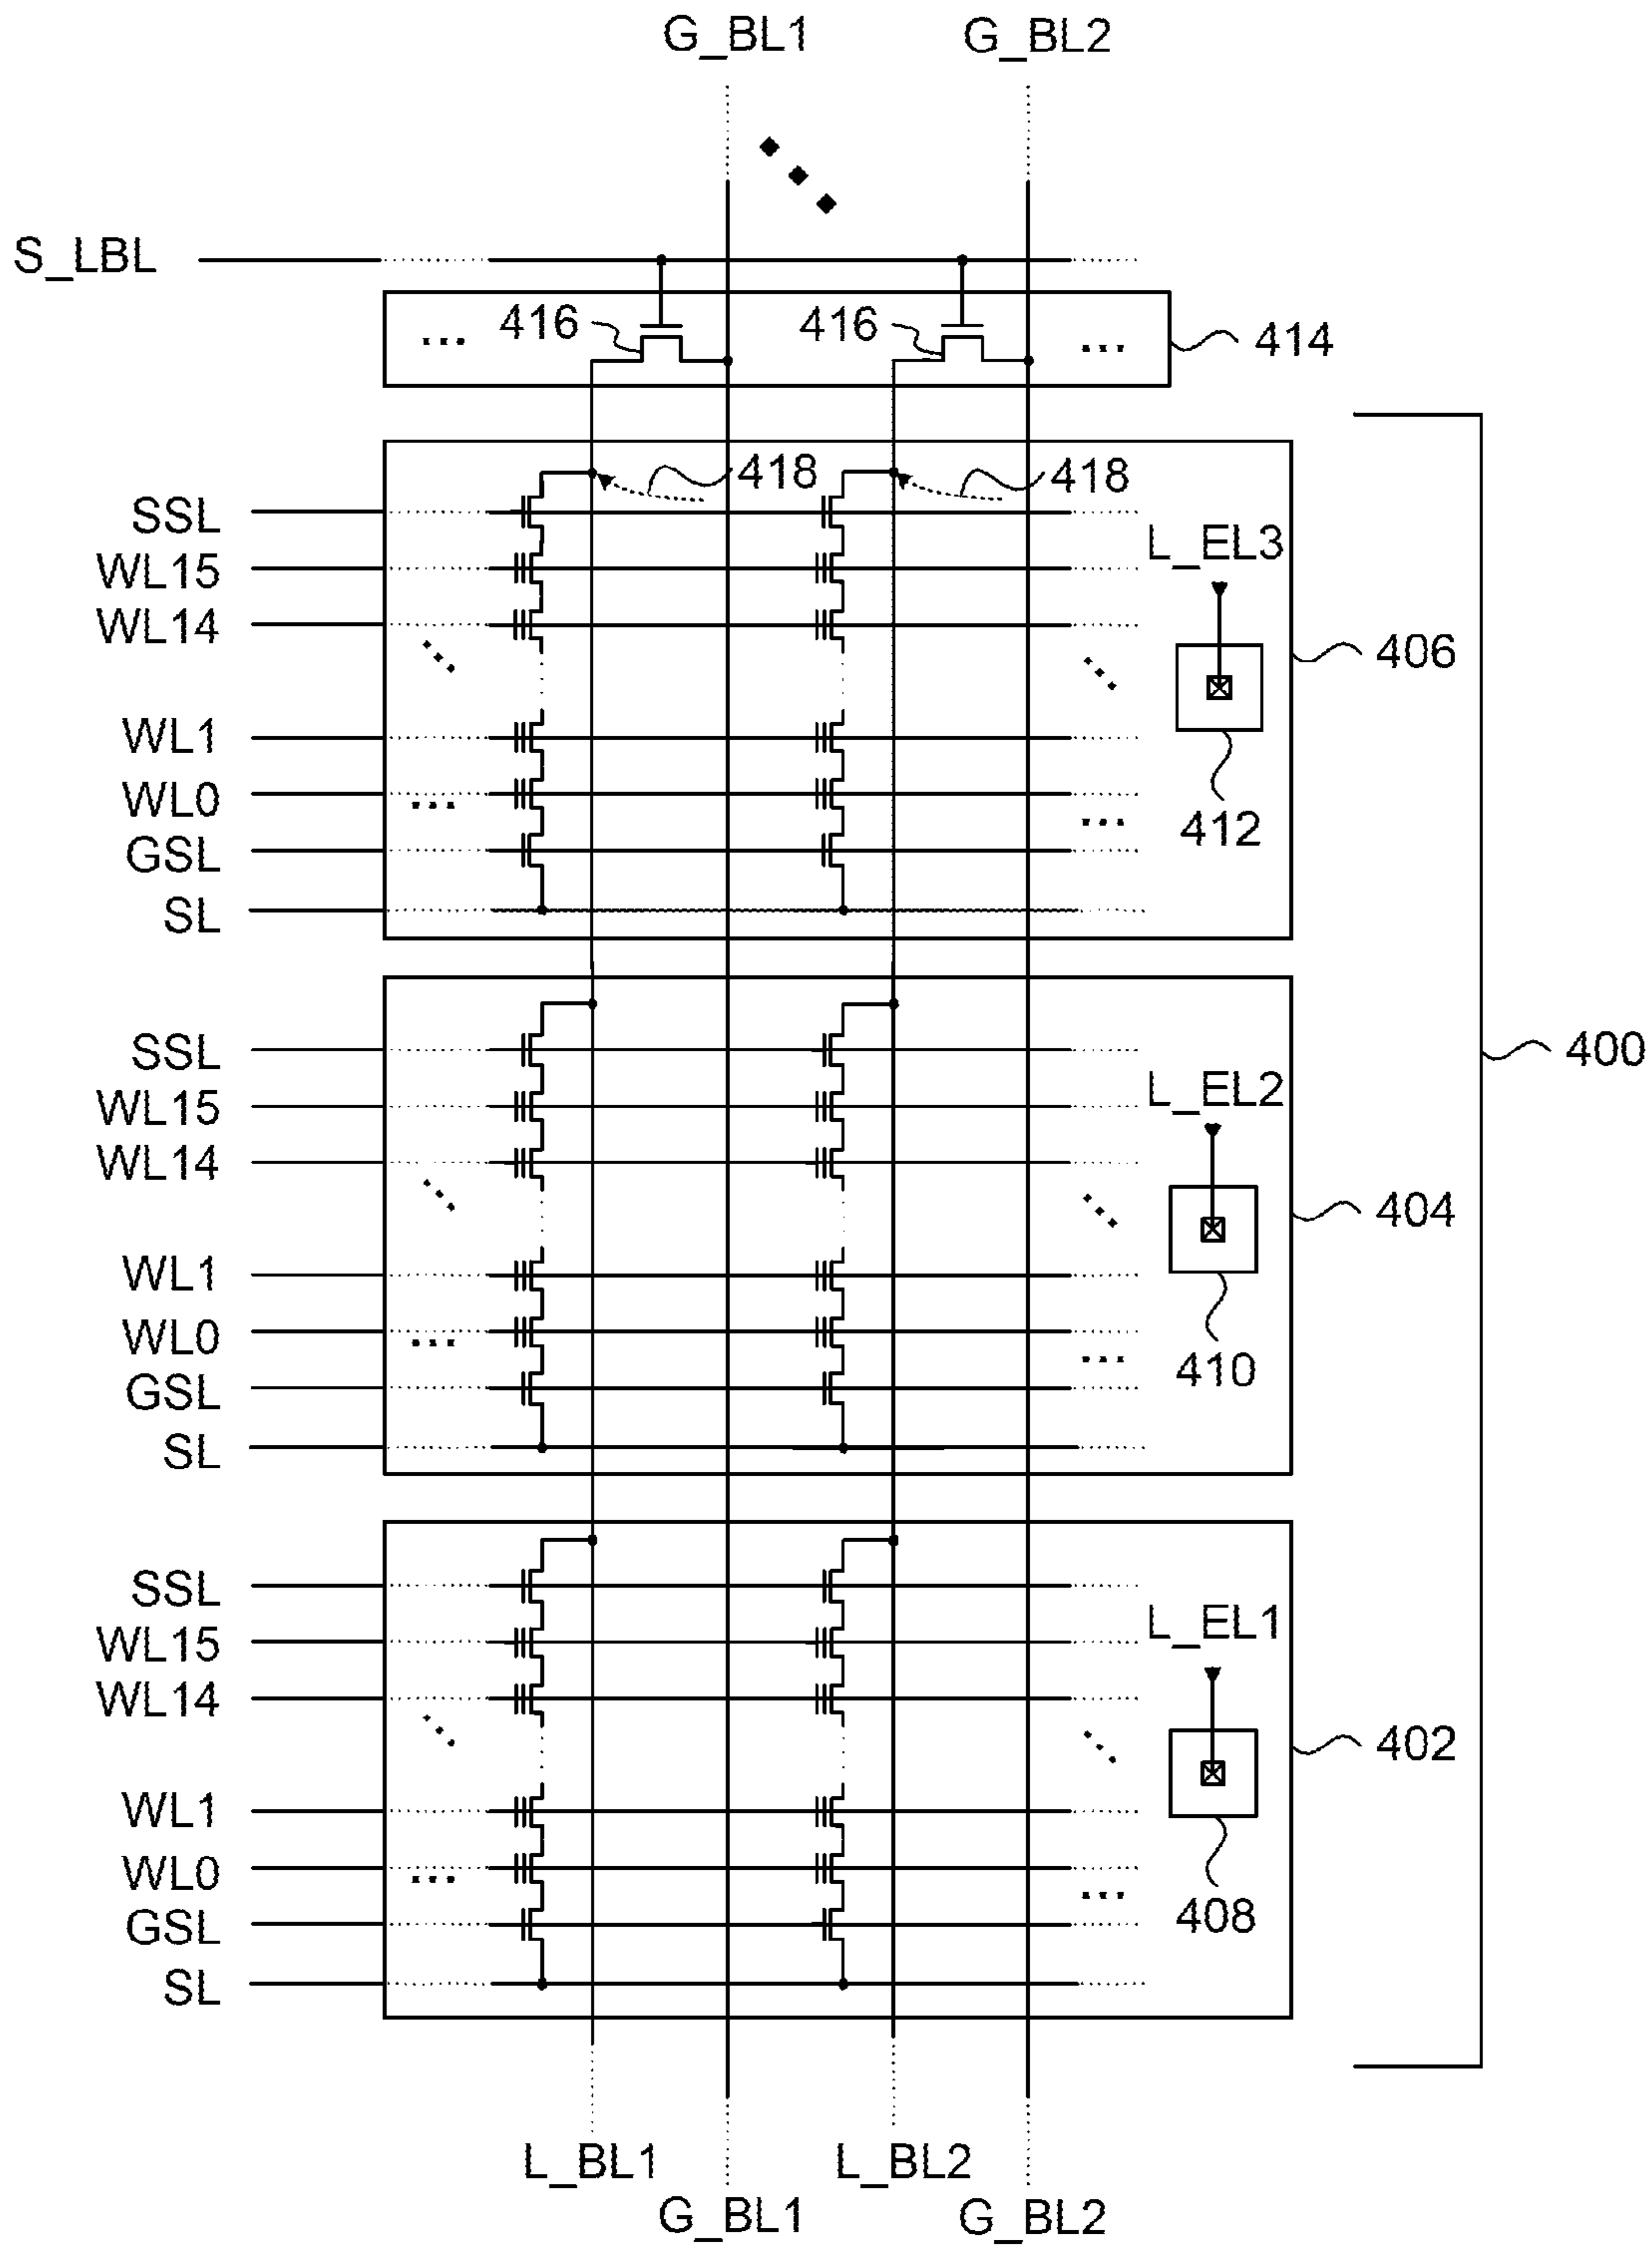 G_BL1 G_BL2
S_LBL
416 416 414
418 418
SSL
L_EL3
WL15
WL14
406
WL1
WL0
412
GSL
SL
SSL
400
L_EL2
WL15
WL14
404
WL1
WL0
410
GSL
SL
SSL
L_EL1
WL15
WL14
402
WL1
WL0
408
GSL
SL
L_BL1 L_BL2
G_BL1 G_BL2